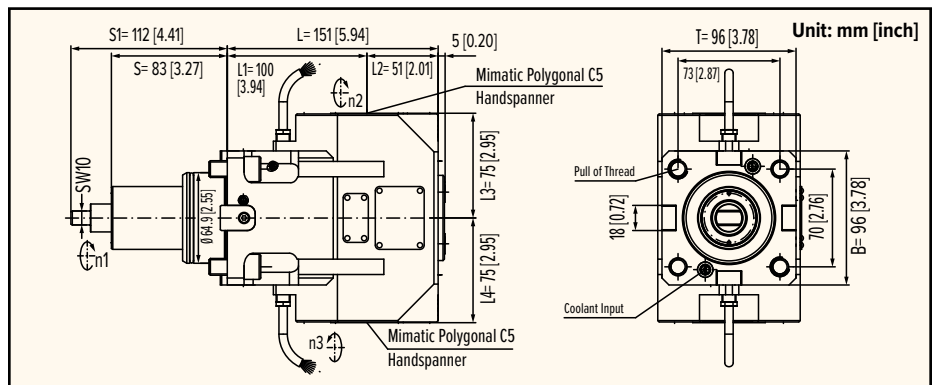 Unit: mm [inch]
S1= 112 [4.41]
L= 151 [5.94]
5 [0.20]
S= 83 [3.27]
L1= 100
[3.94]
L2= 51 [2.01]
n2
Mimatic Polygonal C5
Handspanner
SW10
Ø 64.9 [2.55]
n1
L3= 75 [2.95]
L4= 75 [2.95]
n3
Mimatic Polygonal C5
Handspanner
T= 96 [3.78]
73 [2.87]
Pull of Thread
18 [0.72]
70 [2.76]
B= 96 [3.78]
Coolant Input